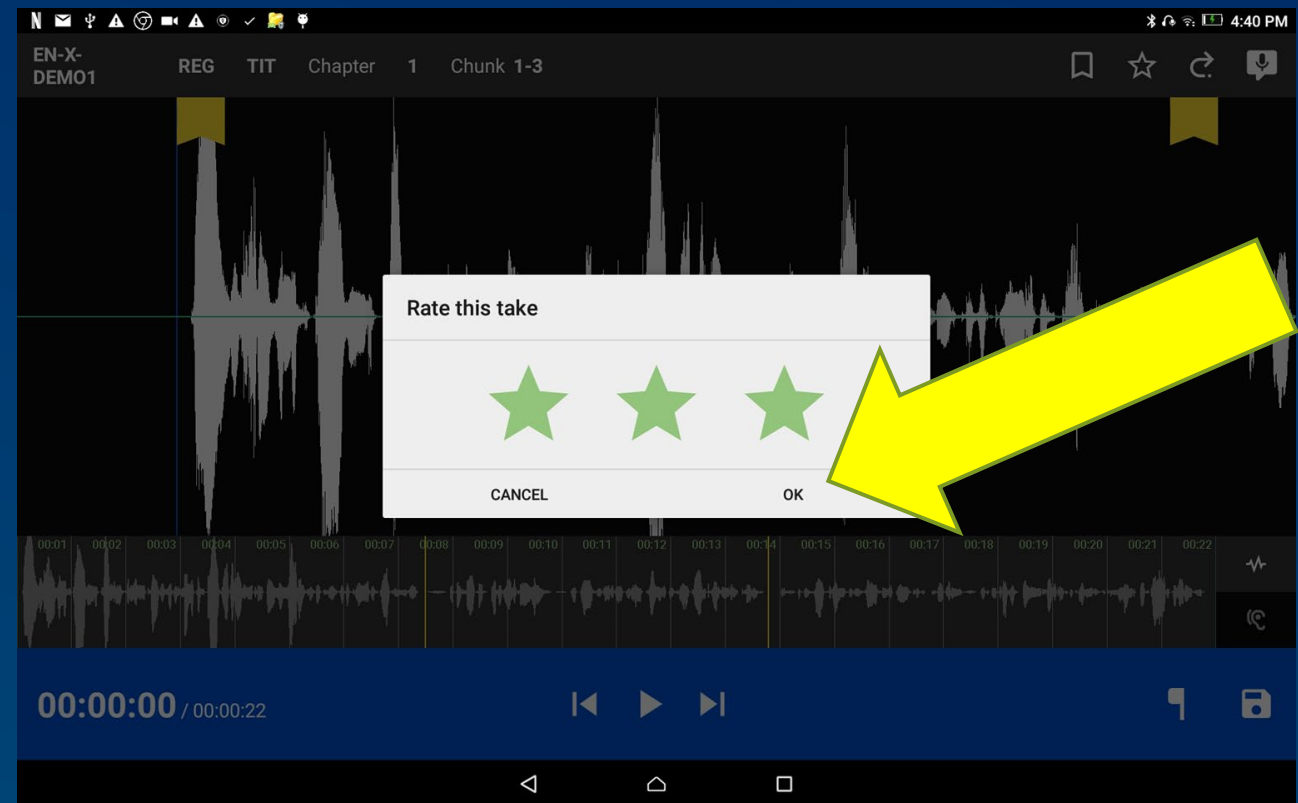 4:40 PM
EN-X-
DEMO1 REG TIT Chapter 1 Chunk 1-3
Rate this take
CANCEL OK
00:01 00:02 00:03 00:04 00:05 00:06 00:07 00:08 00:09 00:10 00:11 00:12 00:13 00:14 00:15 00:16 00:17 00:18 00:19 00:20 00:21 00:22
00:00:00 / 00:00:22